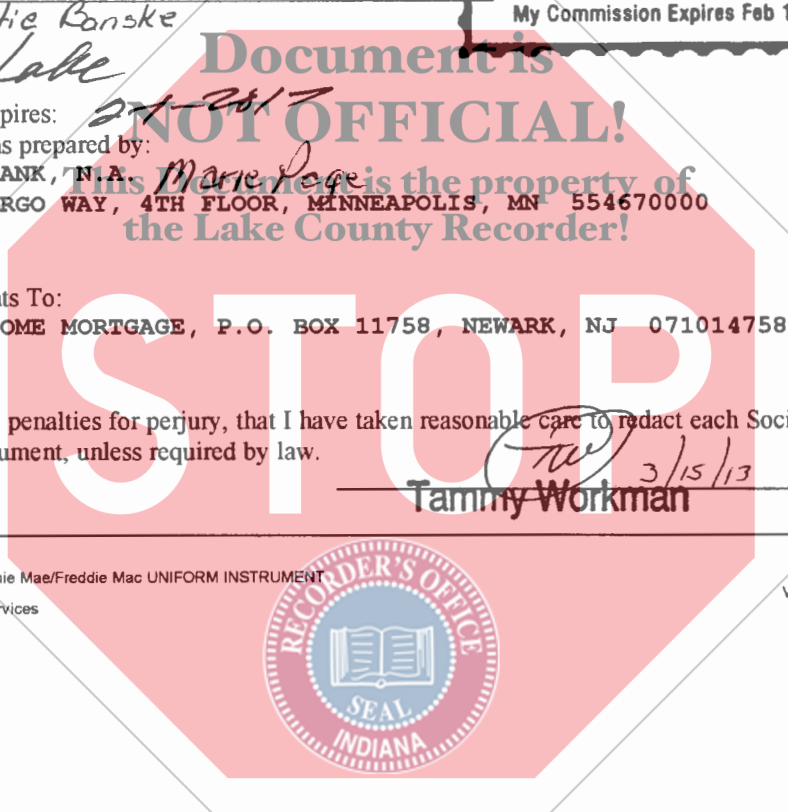 tie Banske
My Commission Expires Feb 1
Lake
Document is
pires: 2-1-2017
NOT OFFICIAL!
s prepared by:
ANK, N.A. Marie Page
This Document is the property of
RGO WAY, 4TH FLOOR, MINNEAPOLIS, MN 554670000
the Lake County Recorder!
ts To:
OME MORTGAGE, P.O. BOX 11758, NEWARK, NJ 071014758
STOP
penalties for perjury, that I have taken reasonable care to redact each Soci
ument, unless required by law.
TW 3/15/13
Tammy Workman
nie Mae/Freddie Mac UNIFORM INSTRUMENT
vices
RECORDER'S OFFICE
SEAL
INDIANA